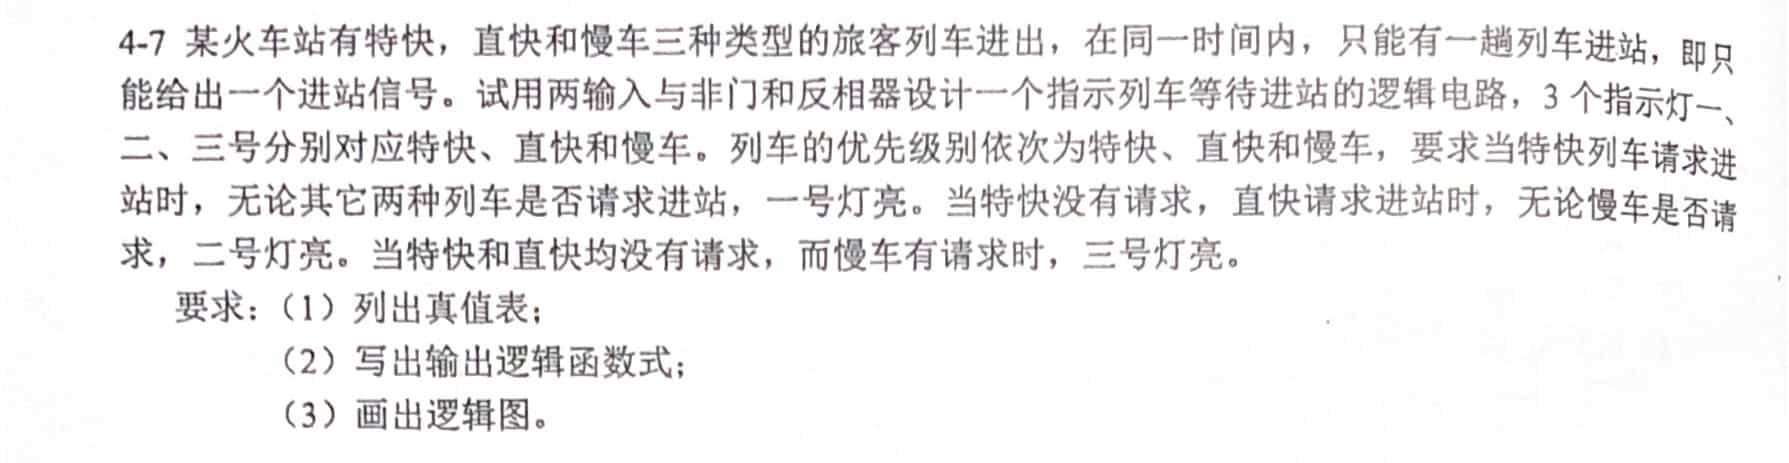 4-7 某火车站有特快，直快和慢车三种类型的旅客列车进出，在同一时间内，只能有一趟列车进站，即只
能给出一个进站信号。试用两输入与非门和反相器设计一个指示列车等待进站的逻辑电路，3 个指示灯一、
二、三号分别对应特快、直快和慢车。列车的优先级别依次为特快、直快和慢车，要求当特快列车请求进
站时，无论其它两种列车是否请求进站，一号灯亮。当特快没有请求，直快请求进站时，无论慢车是否请
求，二号灯亮。当特快和直快均没有请求，而慢车有请求时，三号灯亮。
要求：（1）列出真值表；
（2）写出输出逻辑函数式；
（3）画出逻辑图。